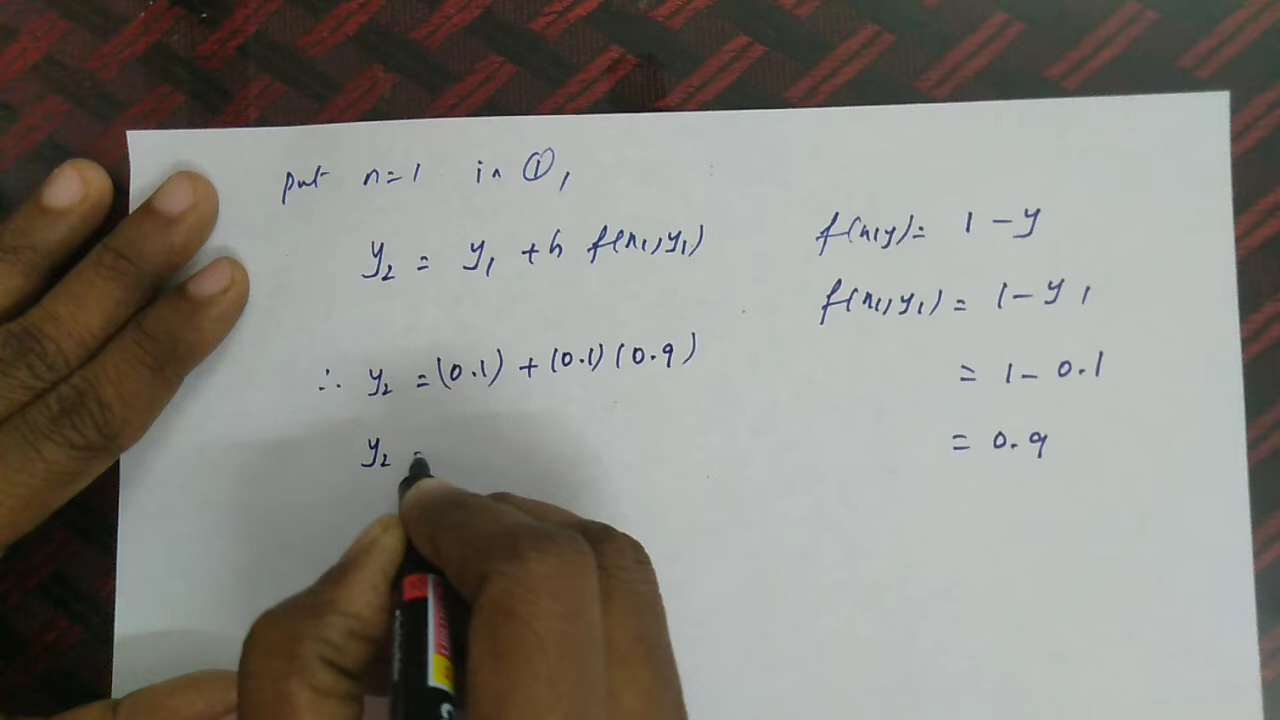 put n=1 in ①,
y₂ = y₁ + h f(x₁,y₁)
∴ y₂ = (0.1) + (0.1)(0.9)
y₂
f(x,y) = 1 - y
f(x₁,y₁) = 1 - y₁
= 1 - 0.1
= 0.9